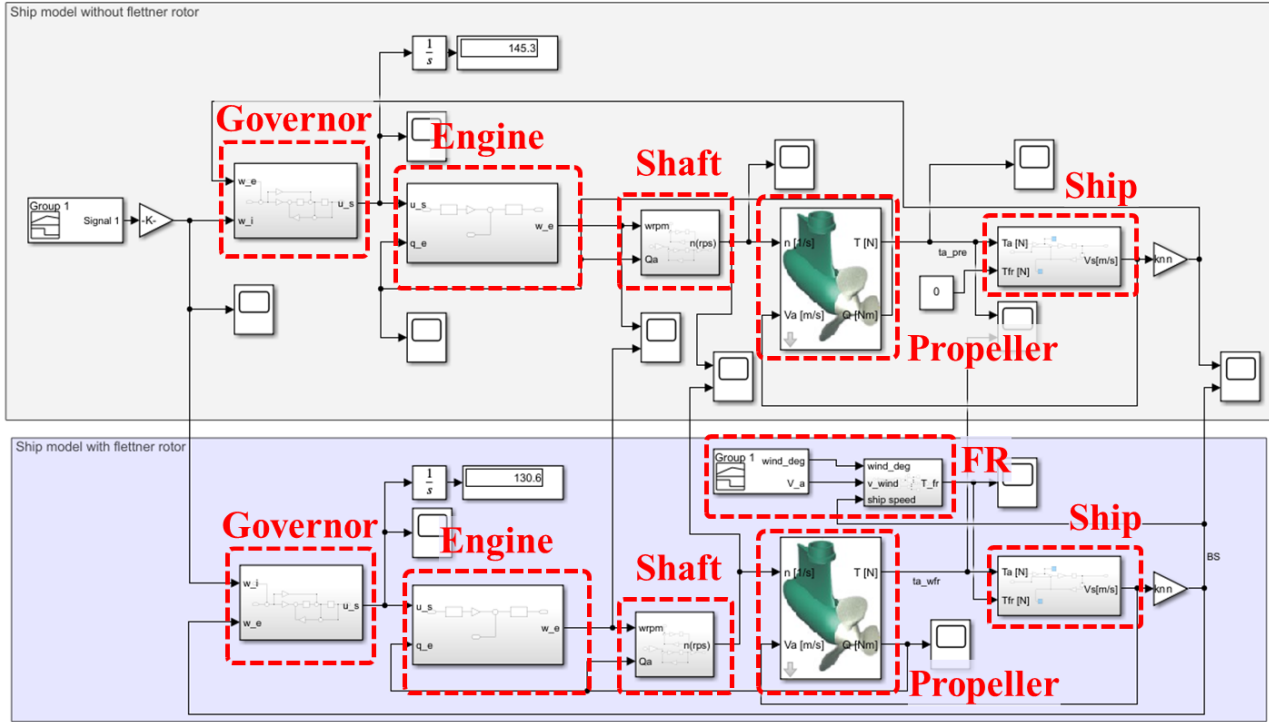 Ship model without flettner rotor
1
s
145.3
Governor
Engine
Shaft
Ship
Group 1
Signal 1
-K-
w_e
w_i
u_s
u_s
q_e
w_e
wrpm
Qa
n(rps)
n [1/s]
Va [m/s]
T [N]
Q [Nm]
ta_pre
0
Ta [N]
Tfr [N]
Vs[m/s]
knn
Propeller
Ship model with flettner rotor
1
s
130.6
Group 1
wind_deg
V_a
wind_deg
v_wind
ship speed
T_fr
FR
Governor
Engine
Shaft
Ship
BS
w_i
w_e
u_s
u_s
q_e
w_e
wrpm
Qa
n(rps)
n [1/s]
Va [m/s]
T [N]
Q [Nm]
ta_wfr
Ta [N]
Tfr [N]
Vs[m/s]
knn
Propeller